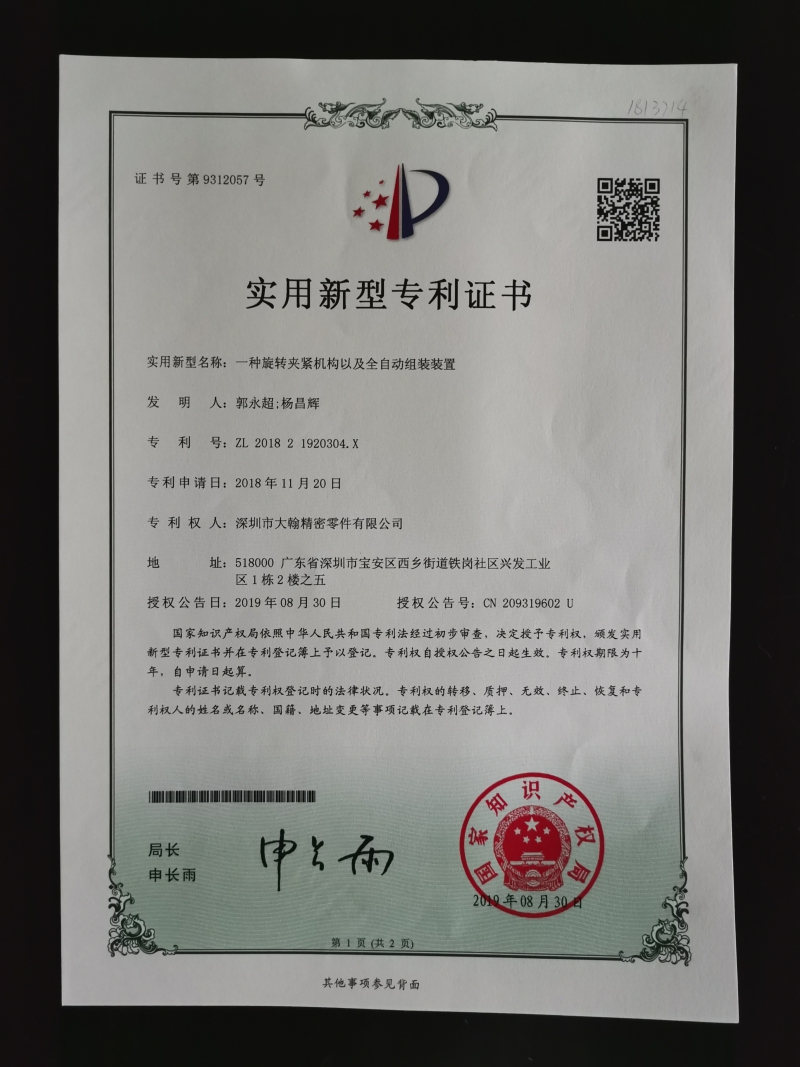 1813714
证书号第9312057号
实用新型专利证书
实用新型名称：一种旋转夹紧机构以及全自动组装装置
发明人：郭永超;杨昌辉
专利号：ZL 2018 2 1920304.X
专利申请日：2018年11月20日
专利权人：深圳市大翰精密零件有限公司
地址：518000 广东省深圳市宝安区西乡街道铁岗社区兴发工业
区1栋2楼之五
授权公告日：2019年08月30日 授权公告号：CN 209319602 U
国家知识产权局依照中华人民共和国专利法经过初步审查，决定授予专利权，颁发实用
新型专利证书并在专利登记簿上予以登记。专利权自授权公告之日起生效。专利权期限为十
年，自申请日起算。
专利证书记载专利权登记时的法律状况。专利权的转移、质押、无效、终止、恢复和专
利权人的姓名或名称、国籍、地址变更等事项记载在专利登记簿上。
局长
申长雨
申长雨
国家知识产权局
2019年08月30日
第1页(共2页)
其他事项参见背面